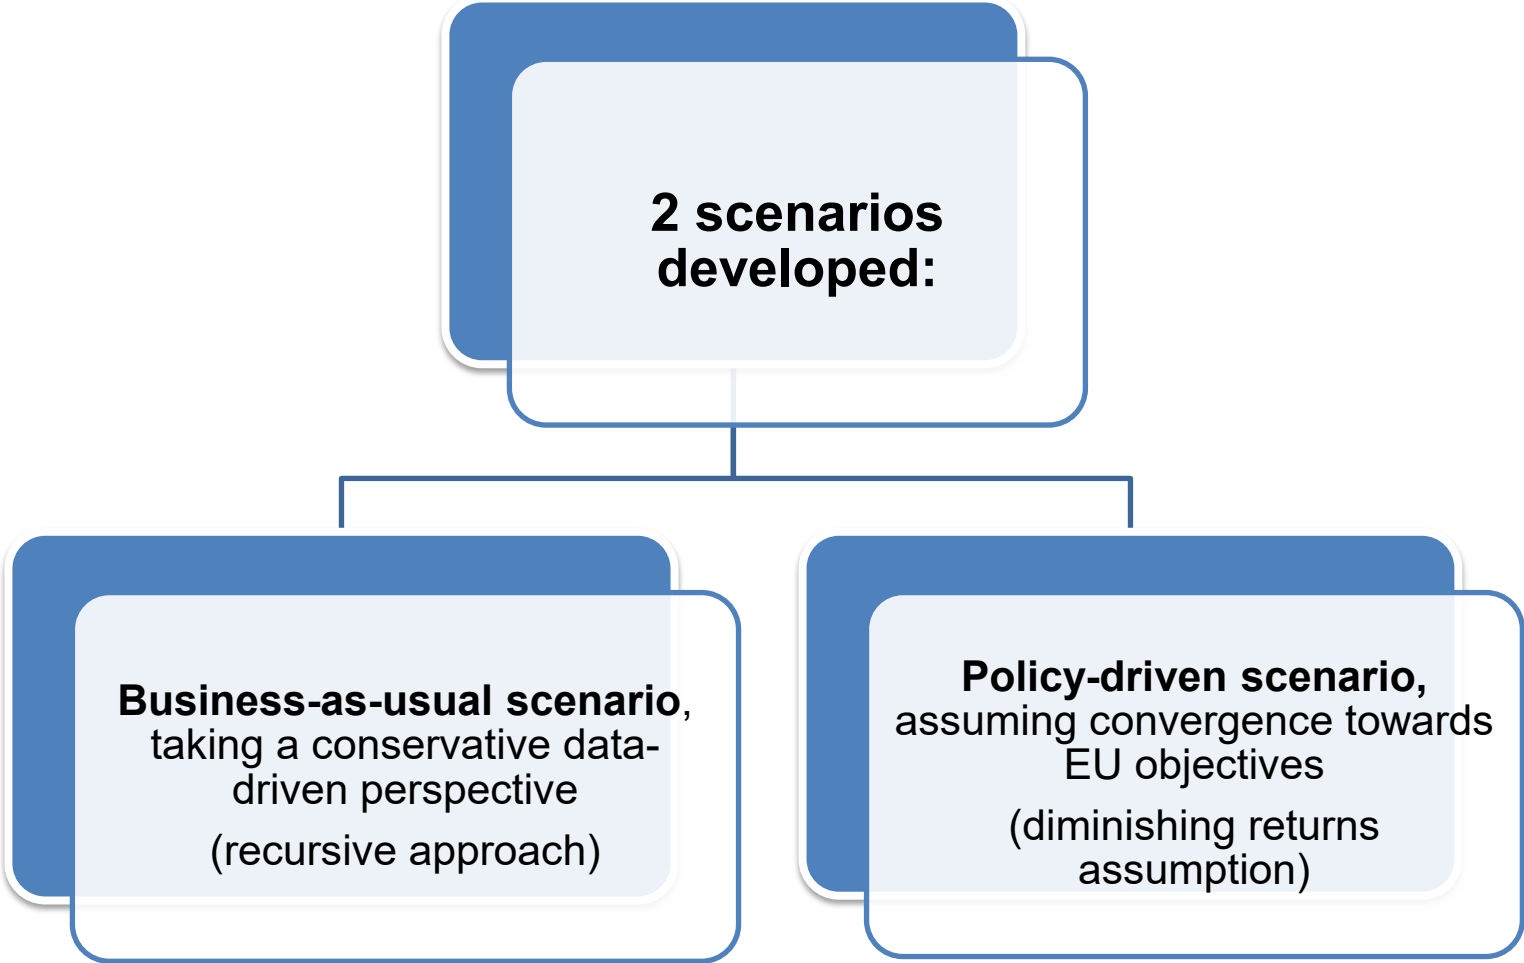 2 scenarios
developed:
Business-as-usual scenario,
taking a conservative data-
driven perspective
(recursive approach)
Policy-driven scenario,
assuming convergence towards
EU objectives
(diminishing returns
assumption)